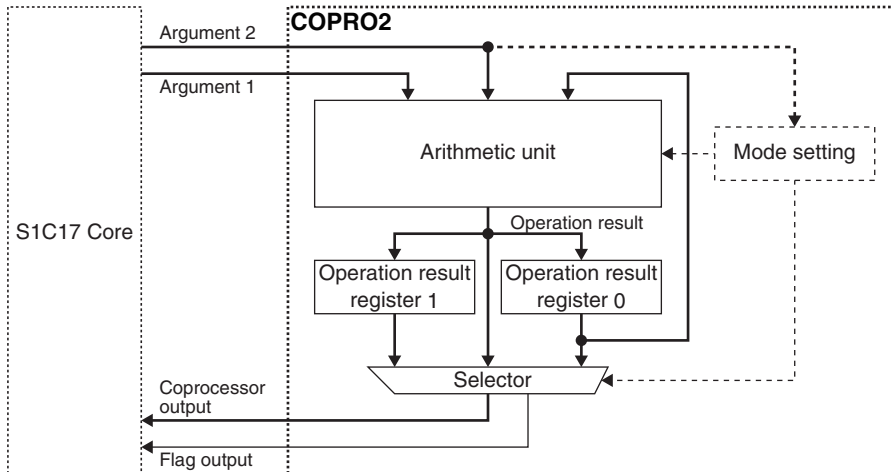 COPRO2
Argument 2
Argument 1
Arithmetic unit
Mode setting
S1C17 Core
Operation result
Operation result
register 1
Operation result
register 0
Selector
Coprocessor
output
Flag output